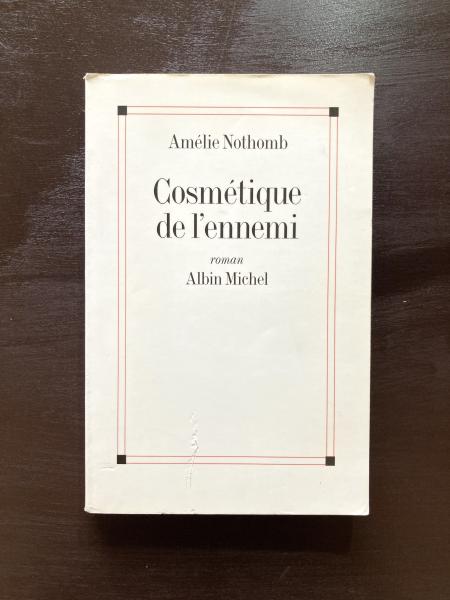 Amélie Nothomb
Cosmétique
de l'ennemi
roman
Albin Michel